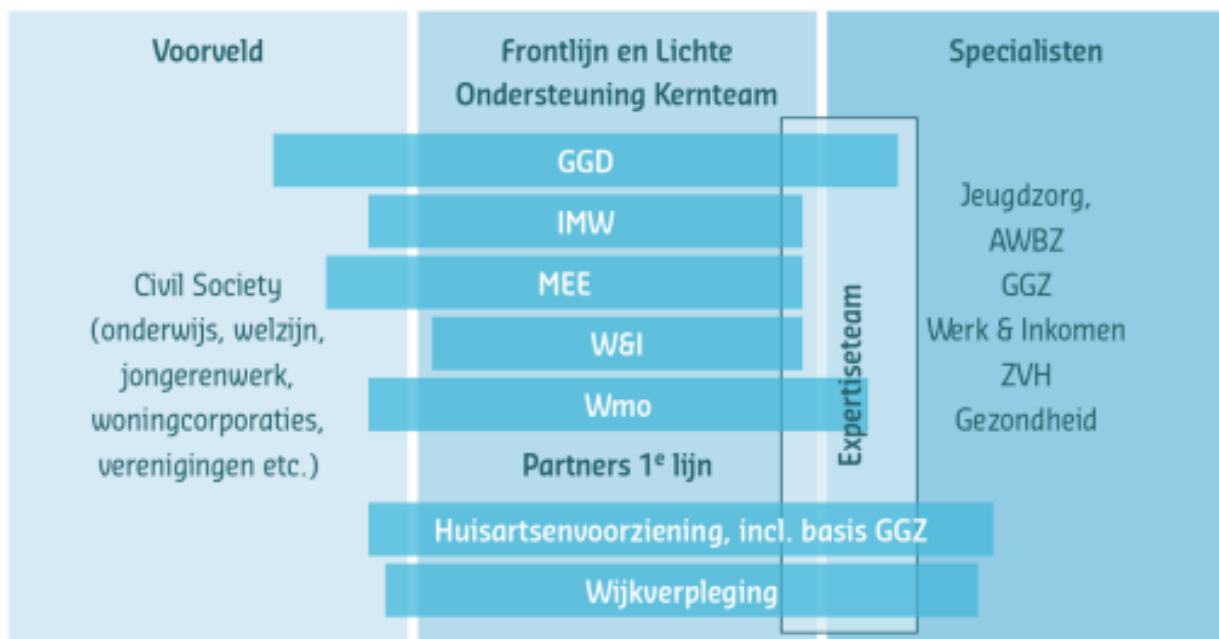 Voorveld
Civil Society
(onderwijs, welzijn,
jongerenwerk,
woningcorporaties,
verenigingen etc.)
Frontlijn en Lichte
Ondersteuning Kernteam
GGD
IMW
MEE
W&I
Wmo
Partners 1e lijn
Huisartsenvoorziening, incl. basis GGZ
Wijkverpleging
Expertiseteam
Specialisten
Jeugdzorg,
AWBZ
GGZ
Werk & Inkomen
ZVH
Gezondheid